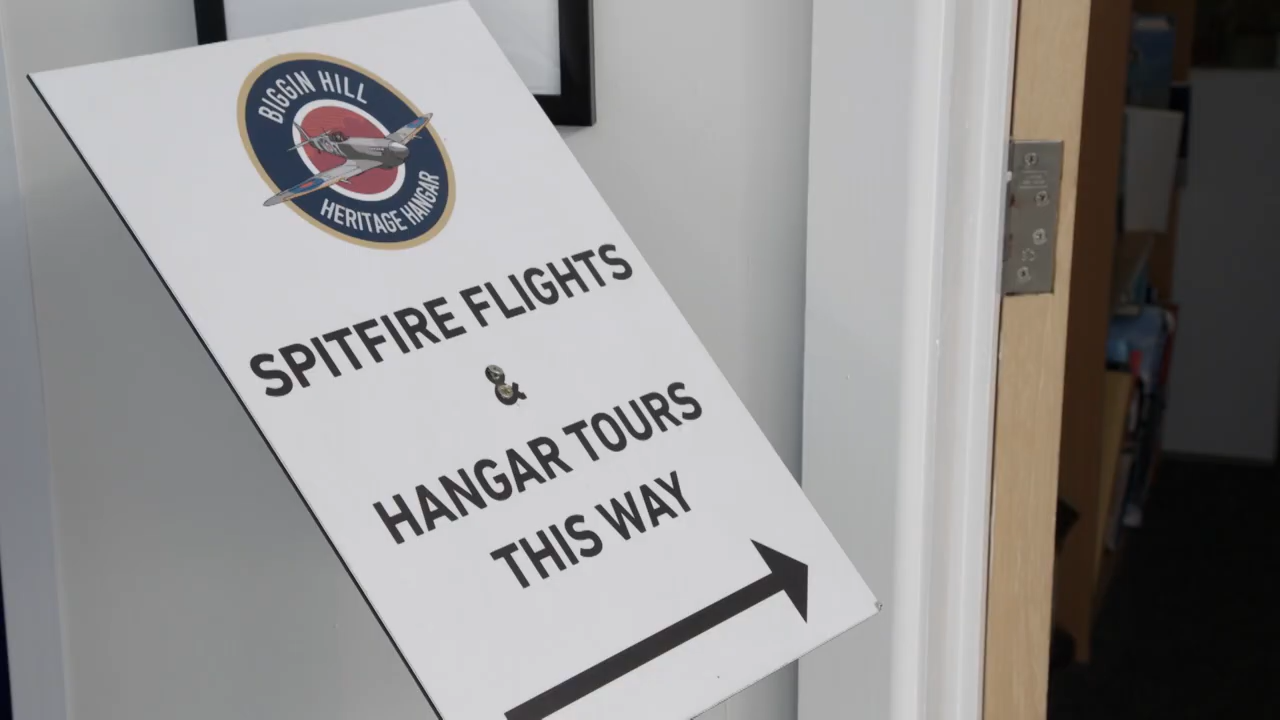 BIGGIN HILL
HERITAGE HANGAR
SPITFIRE FLIGHTS
&
HANGAR TOURS
THIS WAY